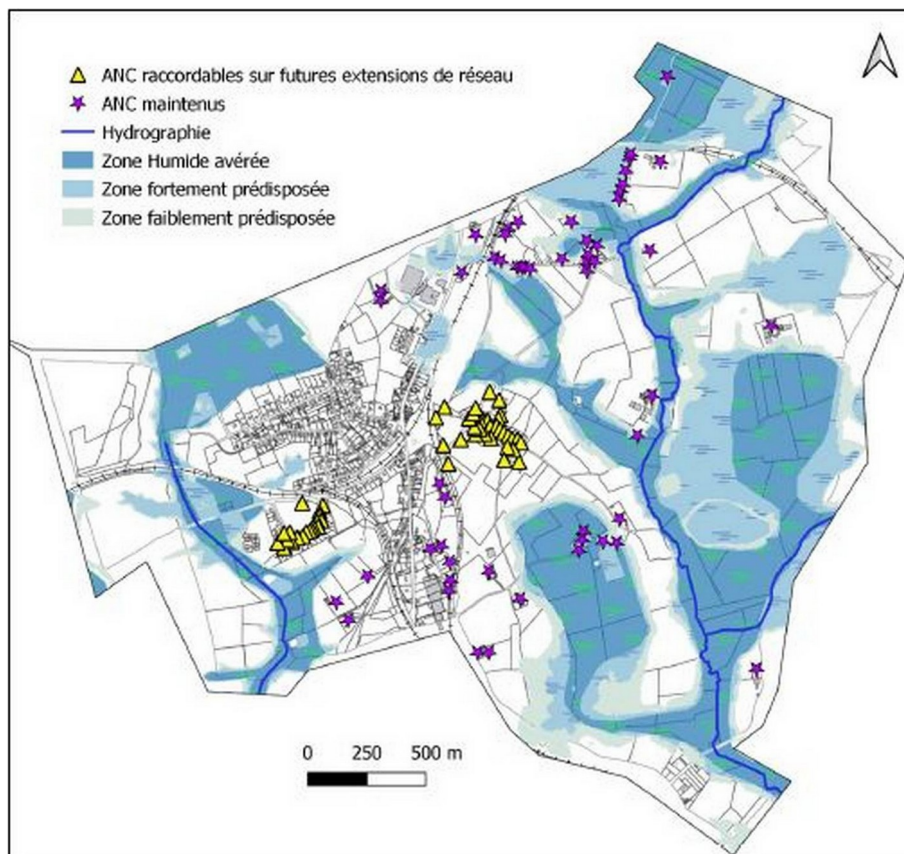 ANC raccordables sur futures extensions de réseau
ANC maintenus
Hydrographie
Zone Humide avérée
Zone fortement prédisposée
Zone faiblement prédisposée
0 250 500 m